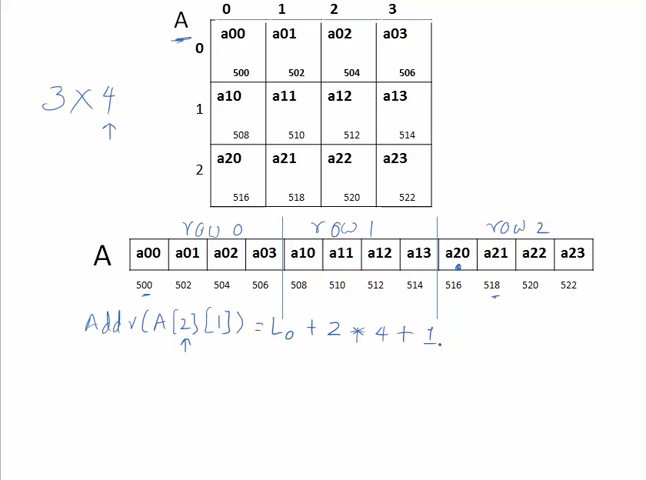 0 1 2 3
A
0 a00 a01 a02 a03
500 502 504 506
3 X 4
1 a10 a11 a12 a13
508 510 512 514
2 a20 a21 a22 a23
516 518 520 522
row 0 row 1 row 2
A a00 a01 a02 a03 a10 a11 a12 a13 a20 a21 a22 a23
500 502 504 506 508 510 512 514 516 518 520 522
Addr(A[2][1]) = L0 + 2 * 4 + 1.